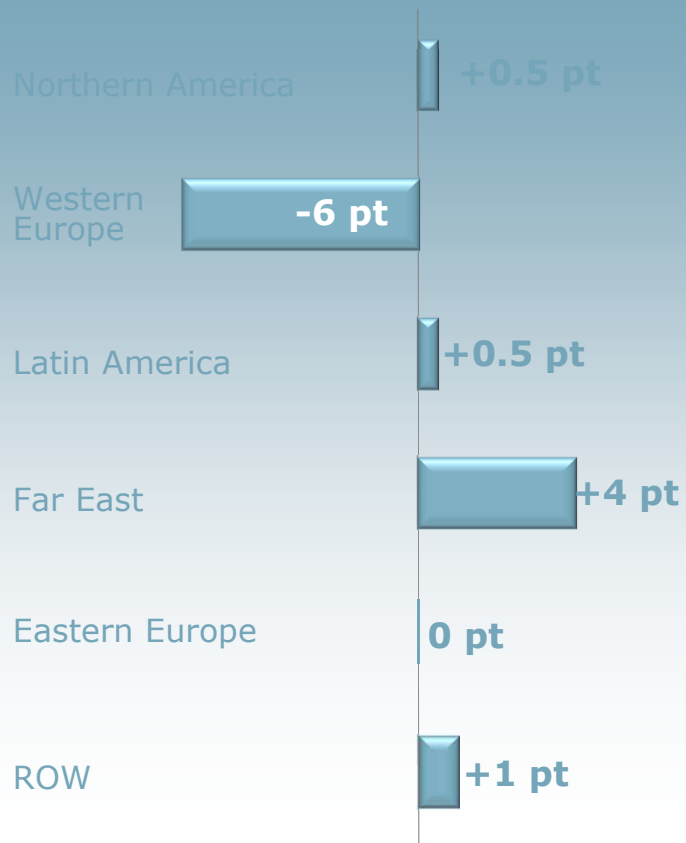 Northern America
+0.5 pt
Western
Europe
-6 pt
Latin America
+0.5 pt
Far East
+4 pt
Eastern Europe
0 pt
ROW
+1 pt